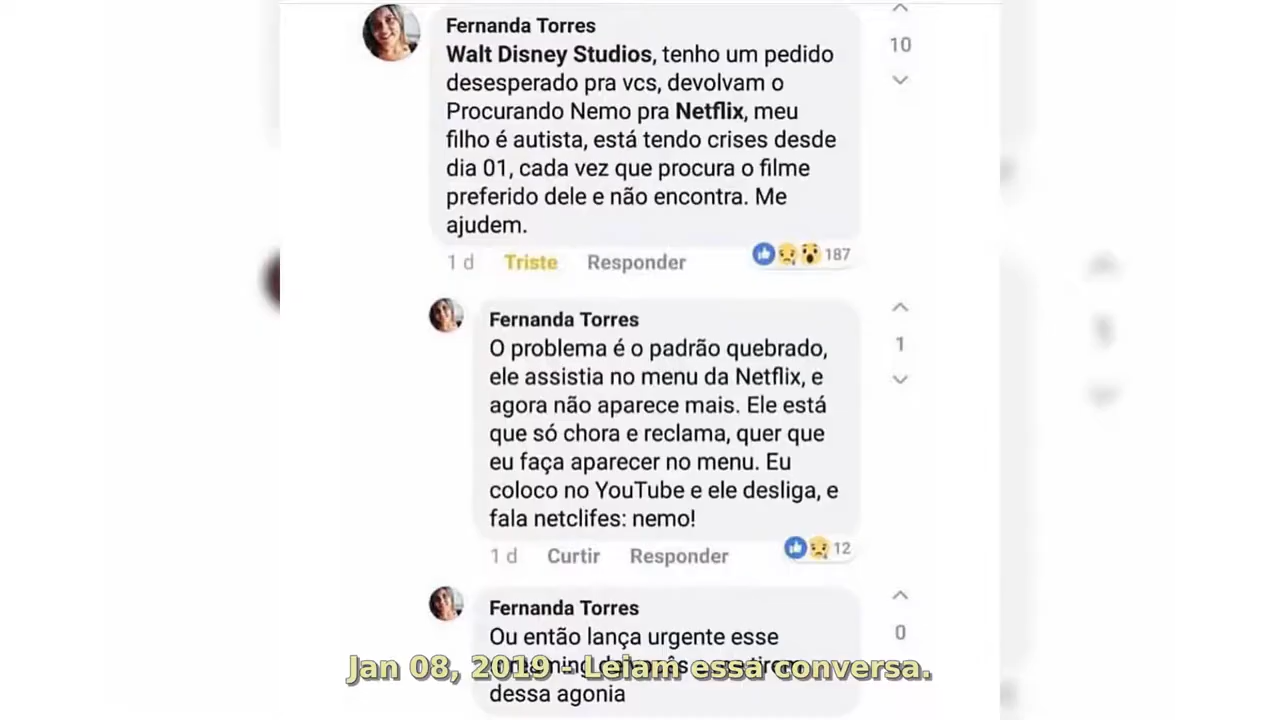 Fernanda Torres
Walt Disney Studios, tenho um pedido
desesperado pra vcs, devolvam o
Procurando Nemo pra Netflix, meu
filho é autista, está tendo crises desde
dia 01, cada vez que procura o filme
preferido dele e não encontra. Me
ajudem.
10
1 d Triste Responder 187
Fernanda Torres
O problema é o padrão quebrado,
ele assistia no menu da Netflix, e
agora não aparece mais. Ele está
que só chora e reclama, quer que
eu faça aparecer no menu. Eu
coloco no YouTube e ele desliga, e
fala netclifes: nemo!
1
1 d Curtir Responder 12
Fernanda Torres
Ou então lança urgente esse
0
Jan 08, 2019 - Leiam essa conversa.
dessa agonia